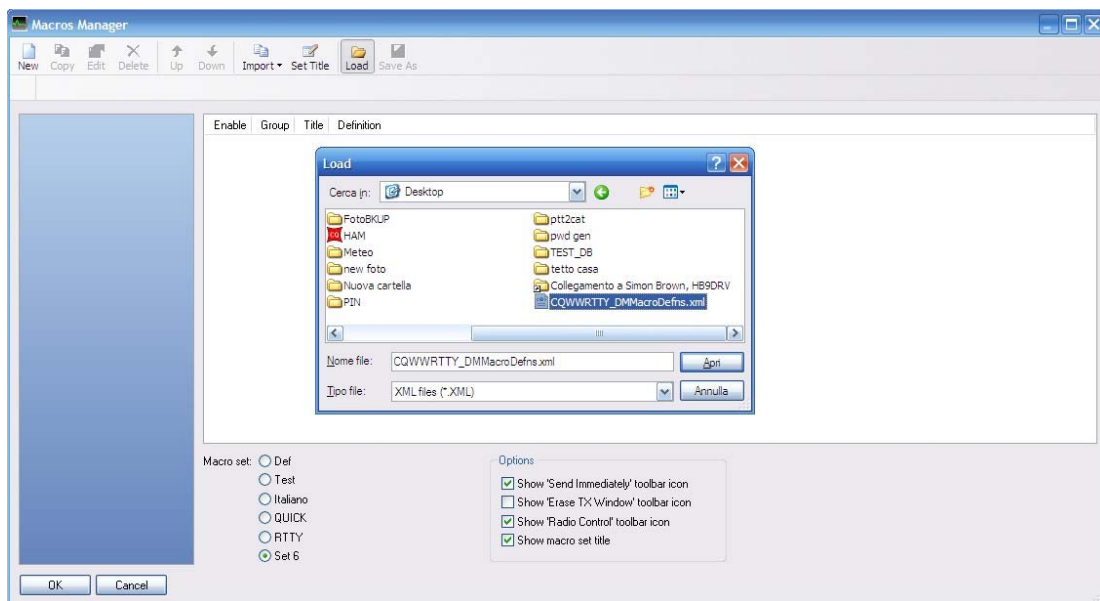 Macros Manager
New Copy Edit Delete Up Down Import Set Title Load Save As
Enable Group Title Definition
Load
Cerca in: Desktop
FotoBKUP
HAM
Meteo
new foto
Nuova cartella
PIN
ptt2cat
pwd gen
TEST_DB
tetto casa
Collegamento a Simon Brown, HB9DRV
CQWWRTTY_DMMacroDefns.xml
Nome file: CQWWRTTY_DMMacroDefns.xml Apri
Tipo file: XML files (*.XML) Annulla
Macro set: Def
Test
Italiano
QUICK
RTTY
Set 6
Options
Show 'Send Immediately' toolbar icon
Show 'Erase TX Window' toolbar icon
Show 'Radio Control' toolbar icon
Show macro set title
OK Cancel